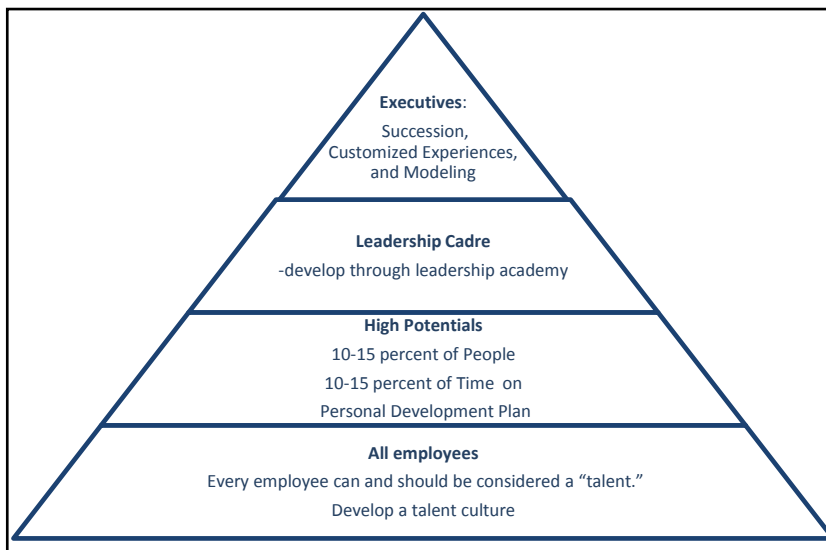 Executives:
Succession,
Customized Experiences,
and Modeling
Leadership Cadre
-develop through leadership academy
High Potentials
10-15 percent of People
10-15 percent of Time on
Personal Development Plan
All employees
Every employee can and should be considered a “talent.”
Develop a talent culture